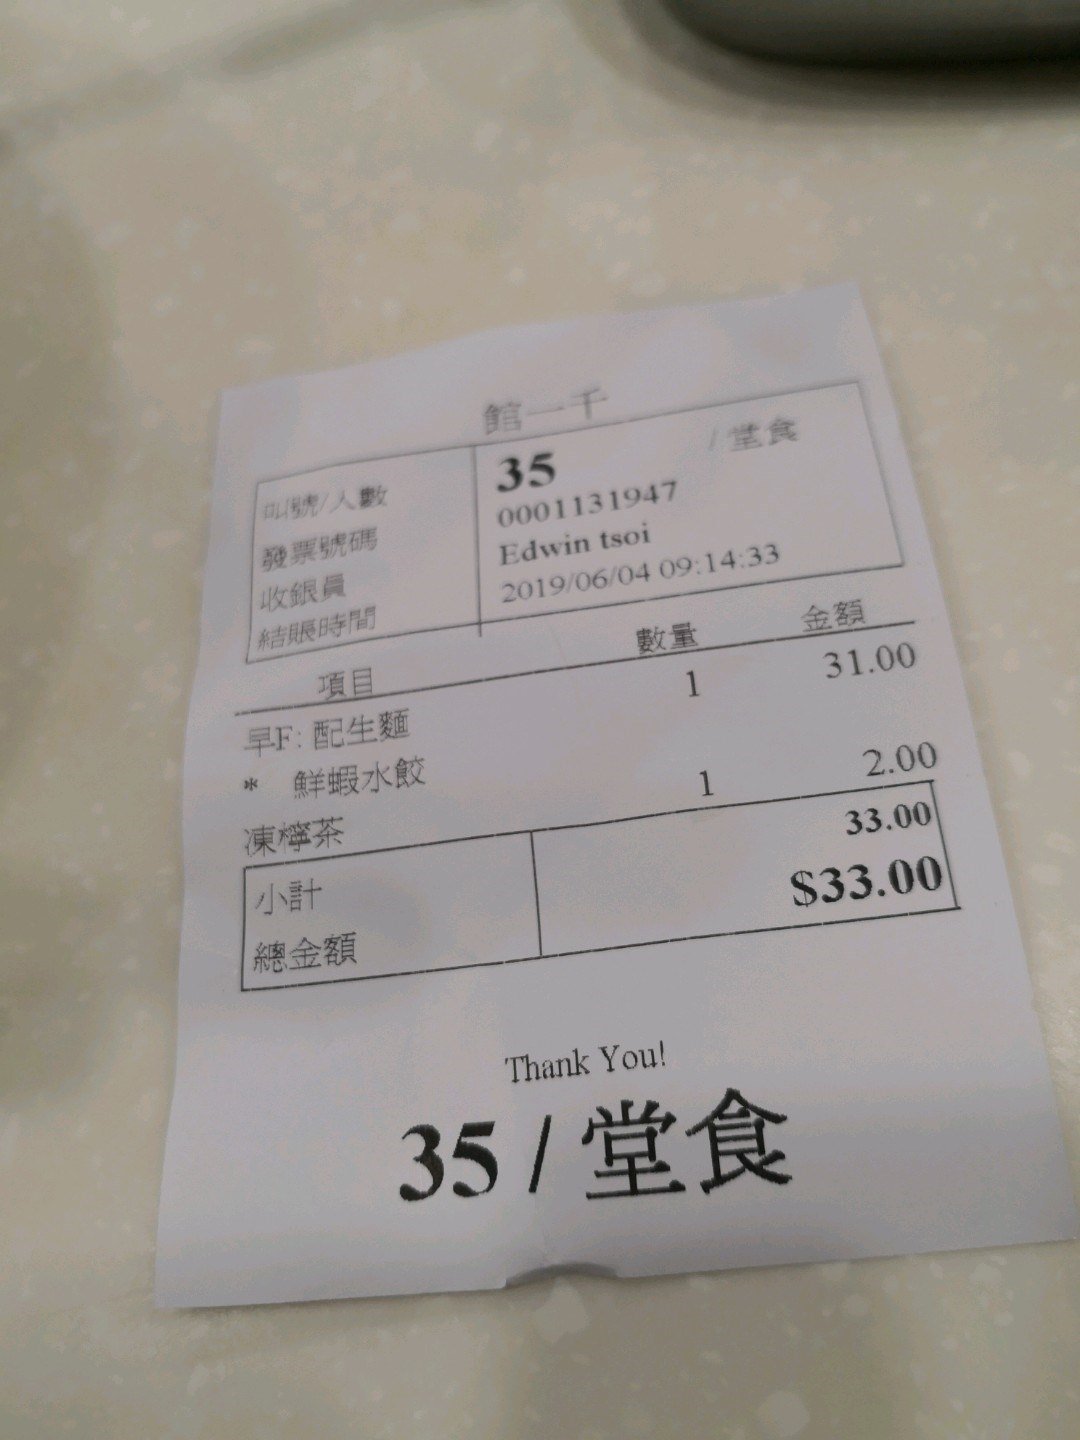 館一千
叫號/人數 35 / 堂食
發票號碼 0001131947
收銀員 Edwin tsoi
結賬時間 2019/06/04 09:14:33
項目 數量 金額
早F: 配生麵 1 31.00
* 鮮蝦水餃
凍檸茶 1 2.00
小計 33.00
總金額 $33.00
Thank You!
35 / 堂食